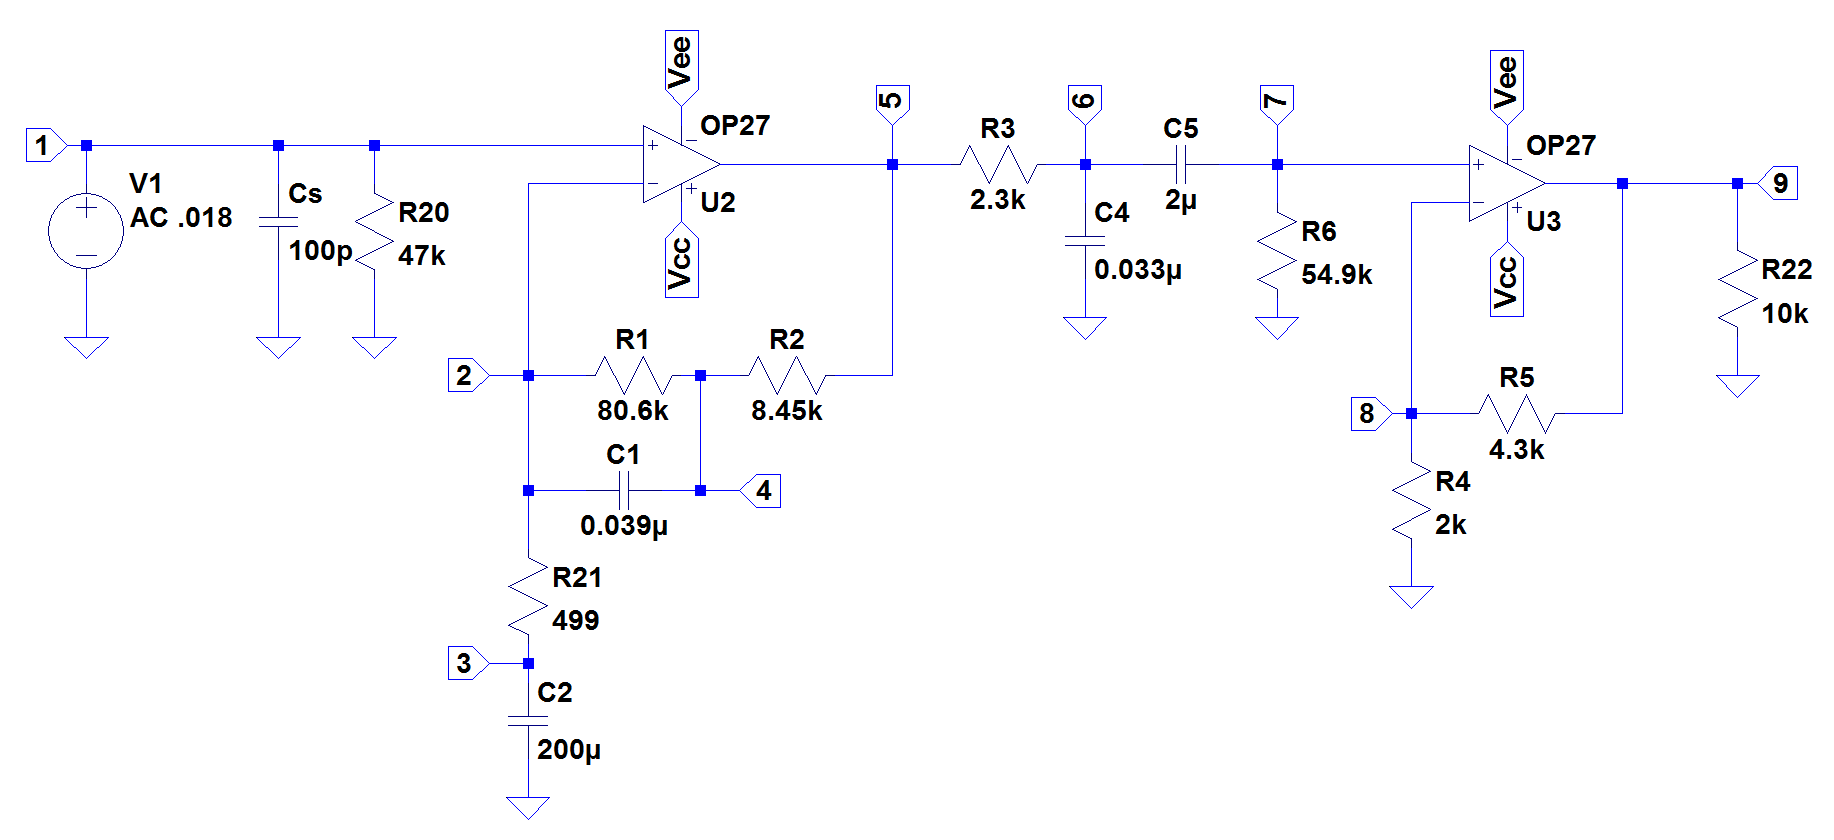 1
V1
AC .018
Cs
100p
R20
47k
Vee
+
−
−
+
OP27
U2
Vcc
5
R3
2.3k
6
C4
0.033µ
C5
2µ
7
R6
54.9k
Vee
+
−
−
+
OP27
U3
Vcc
9
R22
10k
2
R1
80.6k
R2
8.45k
C1
0.039µ
4
R21
499
3
C2
200µ
8
R5
4.3k
R4
2k